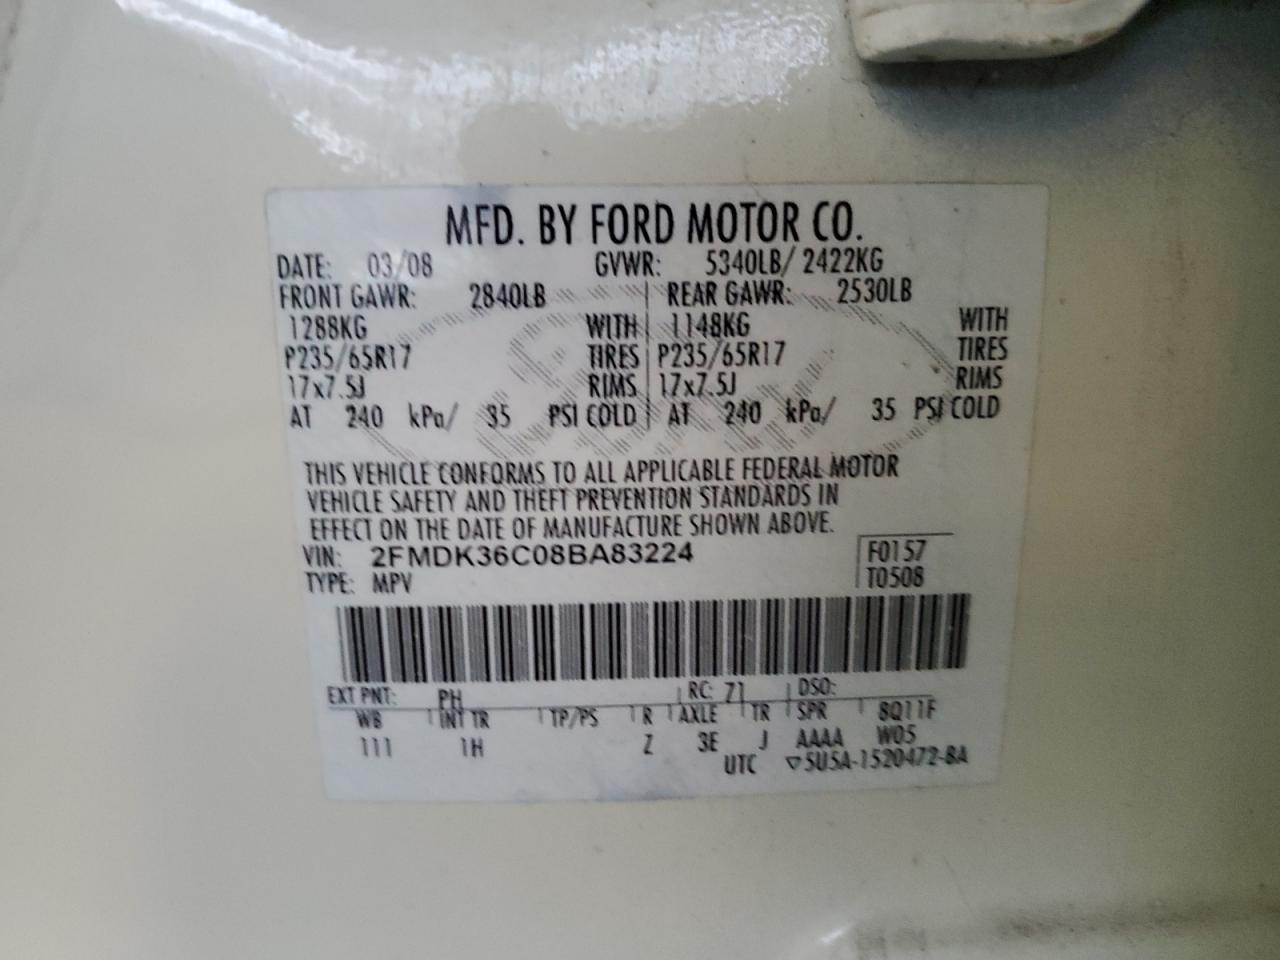 MFD. BY FORD MOTOR CO.
DATE: 03/08 GVWR: 5340LB/ 2422KG
FRONT GAWR: 2840LB REAR GAWR: 2530LB
1288KG WITH 1148KG WITH
P235/65R17 TIRES P235/65R17 TIRES
17x7.5J RIMS 17x7.5J RIMS
AT 240 kPa/ 35 PSI COLD AT 240 kPa/ 35 PSI COLD
THIS VEHICLE CONFORMS TO ALL APPLICABLE FEDERAL MOTOR
VEHICLE SAFETY AND THEFT PREVENTION STANDARDS IN
EFFECT ON THE DATE OF MANUFACTURE SHOWN ABOVE.
VIN: 2FMDK36C08BA83224 F0157
TYPE: MPV T0508
EXT PNT: PH RC: 71 DSO:
WB INT TR TP/PS R AXLE TR SPR 8Q11F
111 1H Z 3E J AAAA W05
UTC ▽5U5A-1520472-BA